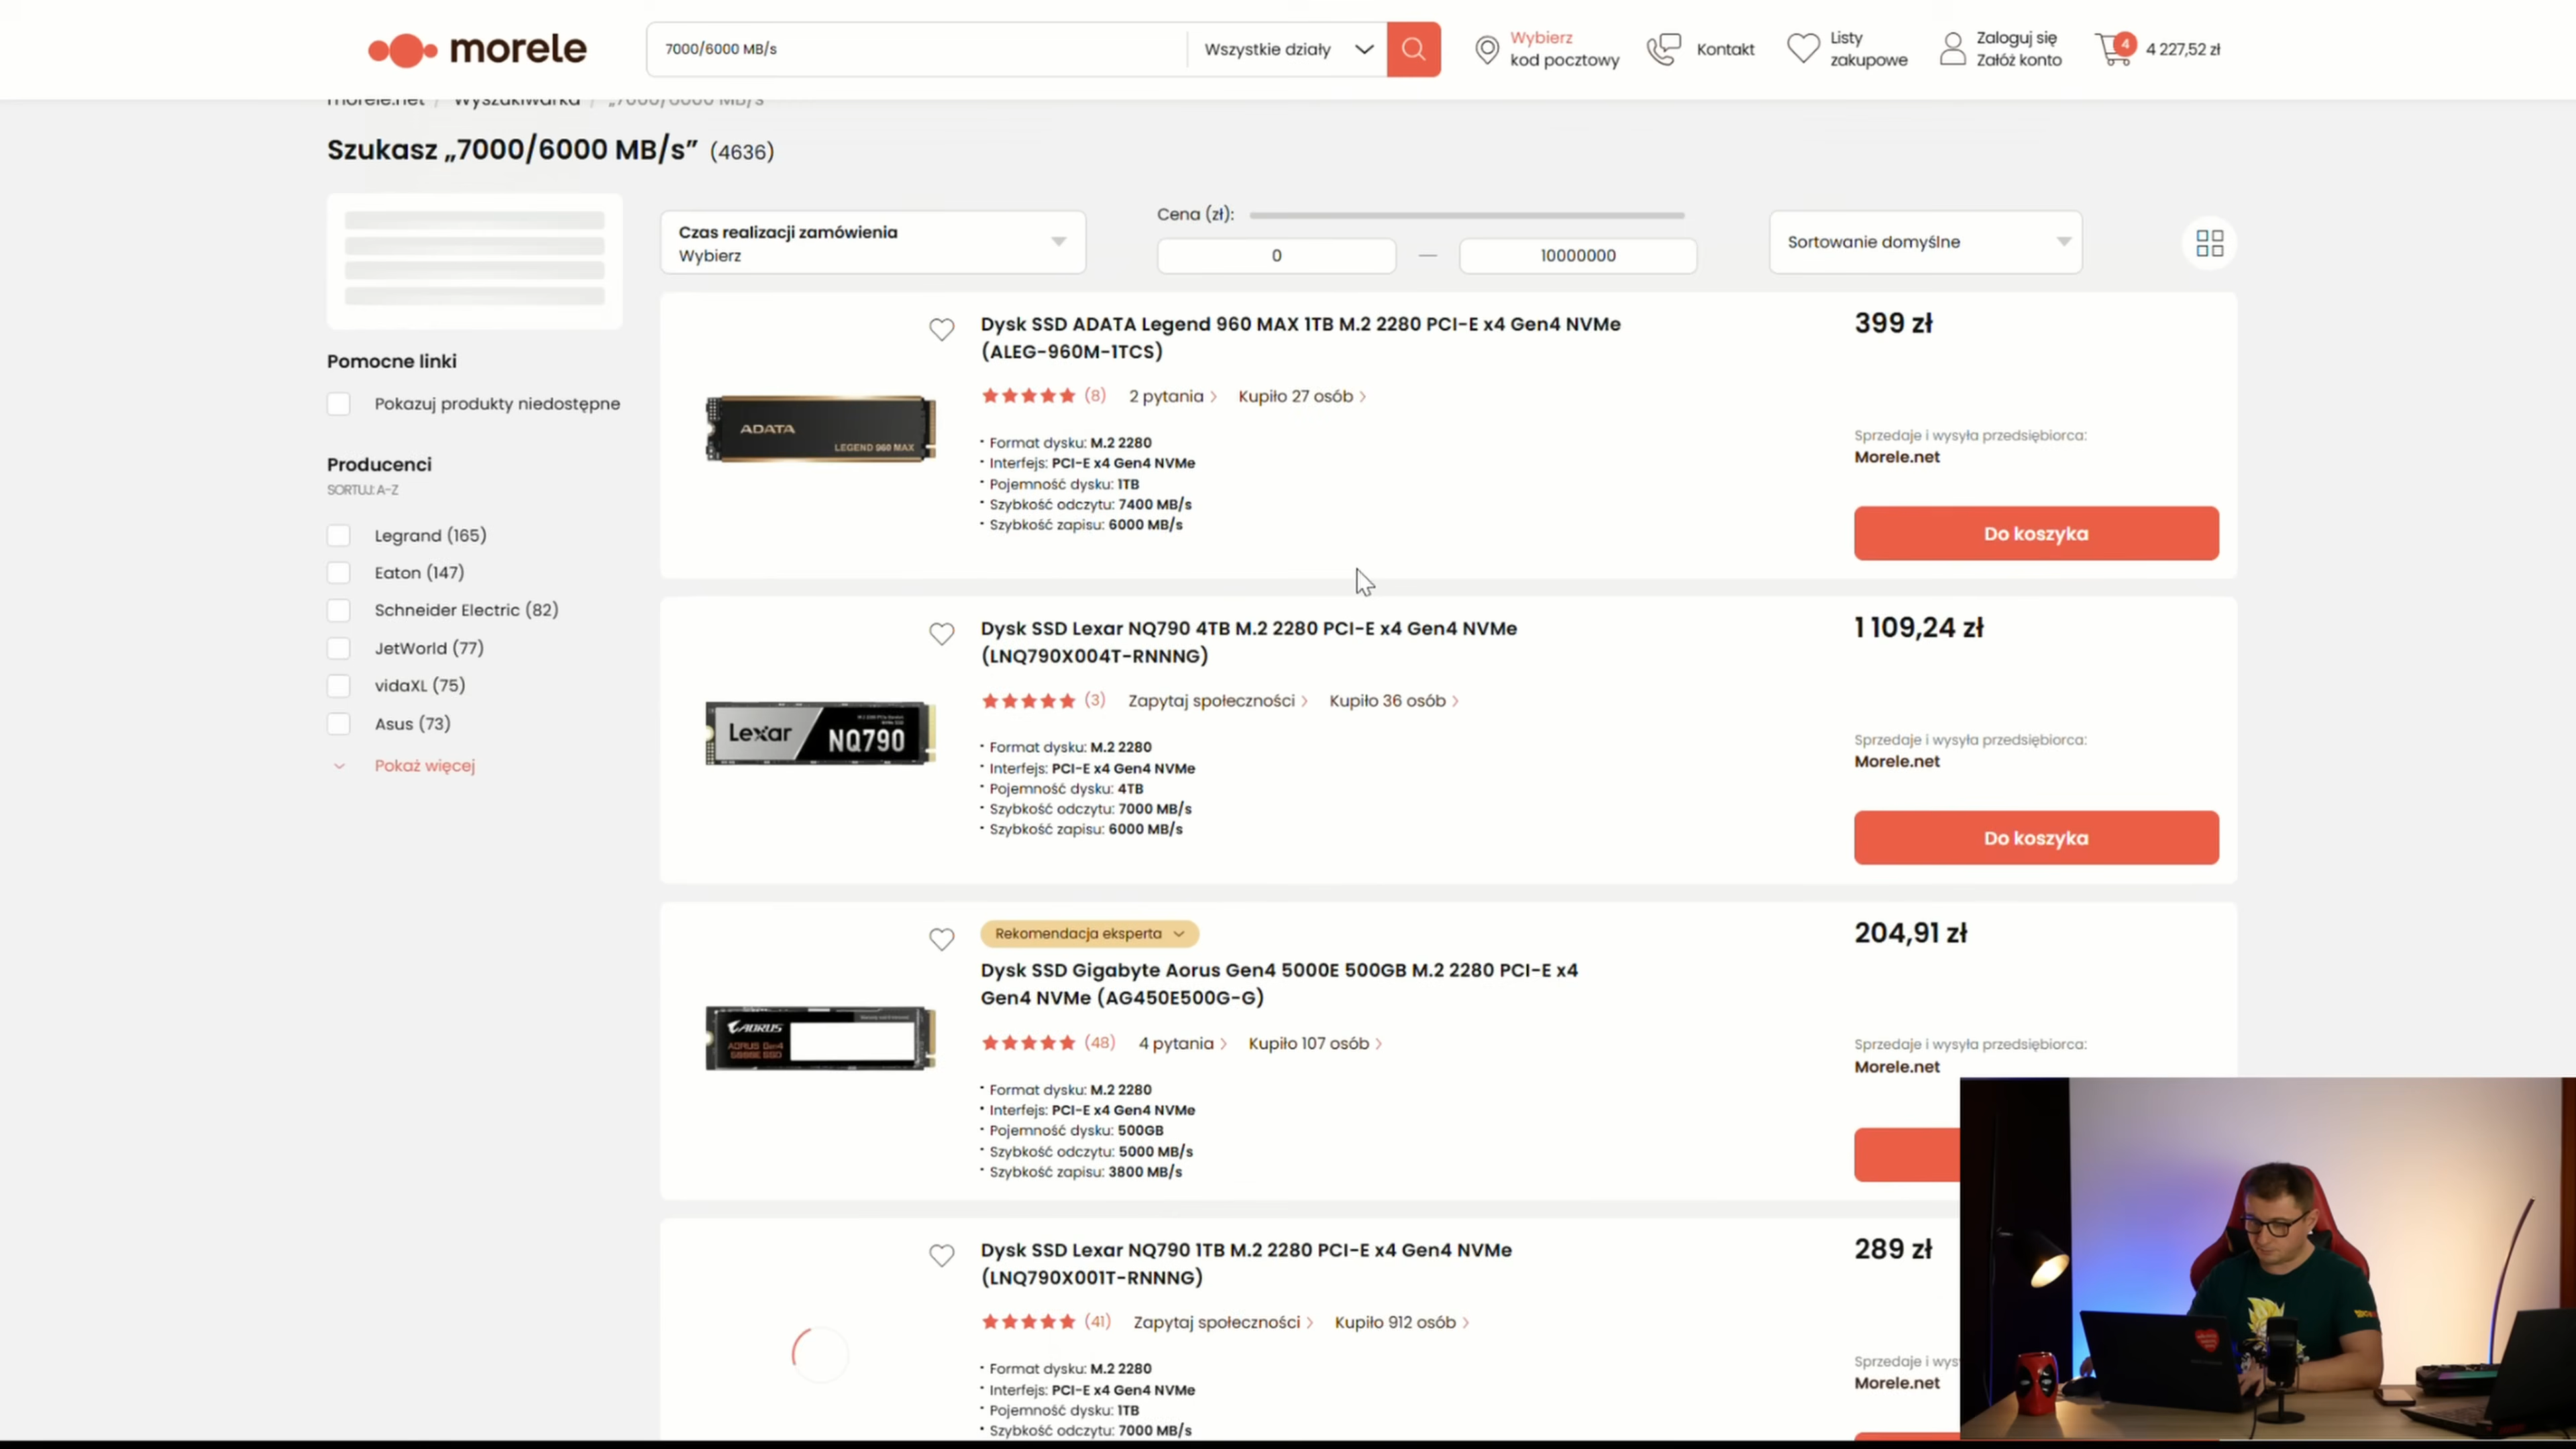 morele
7000/6000 MB/s
Wszystkie działy
Wybierz
kod pocztowy
Kontakt
Listy
zakupowe
Zaloguj się
Załóż konto
4
4 227,52 zł
morele.net / Wyszukiwarka / „7000/6000 MB/s
Szukasz „7000/6000 MB/s” (4636)
Czas realizacji zamówienia
Wybierz
Cena (zł):
0 — 10000000
Sortowanie domyślne
Pomocne linki
Pokazuj produkty niedostępne
Producenci
SORTUJ: A-Z
Legrand (165)
Eaton (147)
Schneider Electric (82)
JetWorld (77)
vidaXL (75)
Asus (73)
Pokaż więcej
ADATA
LEGEND 960 MAX
Dysk SSD ADATA Legend 960 MAX 1TB M.2 2280 PCI-E x4 Gen4 NVMe
(ALEG-960M-1TCS)
(8) 2 pytania Kupiło 27 osób
Format dysku: M.2 2280
Interfejs: PCI-E x4 Gen4 NVMe
Pojemność dysku: 1TB
Szybkość odczytu: 7400 MB/s
Szybkość zapisu: 6000 MB/s
399 zł
Sprzedaje i wysyła przedsiębiorca:
Morele.net
Do koszyka
Lexar
NQ790
Dysk SSD Lexar NQ790 4TB M.2 2280 PCI-E x4 Gen4 NVMe
(LNQ790X004T-RNNNG)
(3) Zapytaj społeczności Kupiło 36 osób
Format dysku: M.2 2280
Interfejs: PCI-E x4 Gen4 NVMe
Pojemność dysku: 4TB
Szybkość odczytu: 7000 MB/s
Szybkość zapisu: 6000 MB/s
1 109,24 zł
Sprzedaje i wysyła przedsiębiorca:
Morele.net
Do koszyka
AORUS
AORUS Gen4
5000E SSD
Rekomendacja eksperta
Dysk SSD Gigabyte Aorus Gen4 5000E 500GB M.2 2280 PCI-E x4
Gen4 NVMe (AG450E500G-G)
(48) 4 pytania Kupiło 107 osób
Format dysku: M.2 2280
Interfejs: PCI-E x4 Gen4 NVMe
Pojemność dysku: 500GB
Szybkość odczytu: 5000 MB/s
Szybkość zapisu: 3800 MB/s
204,91 zł
Sprzedaje i wysyła przedsiębiorca:
Morele.net
Dysk SSD Lexar NQ790 1TB M.2 2280 PCI-E x4 Gen4 NVMe
(LNQ790X001T-RNNNG)
(41) Zapytaj społeczności Kupiło 912 osób
Format dysku: M.2 2280
Interfejs: PCI-E x4 Gen4 NVMe
Pojemność dysku: 1TB
Szybkość odczytu: 7000 MB/s
289 zł
Sprzedaje i wys
Morele.net